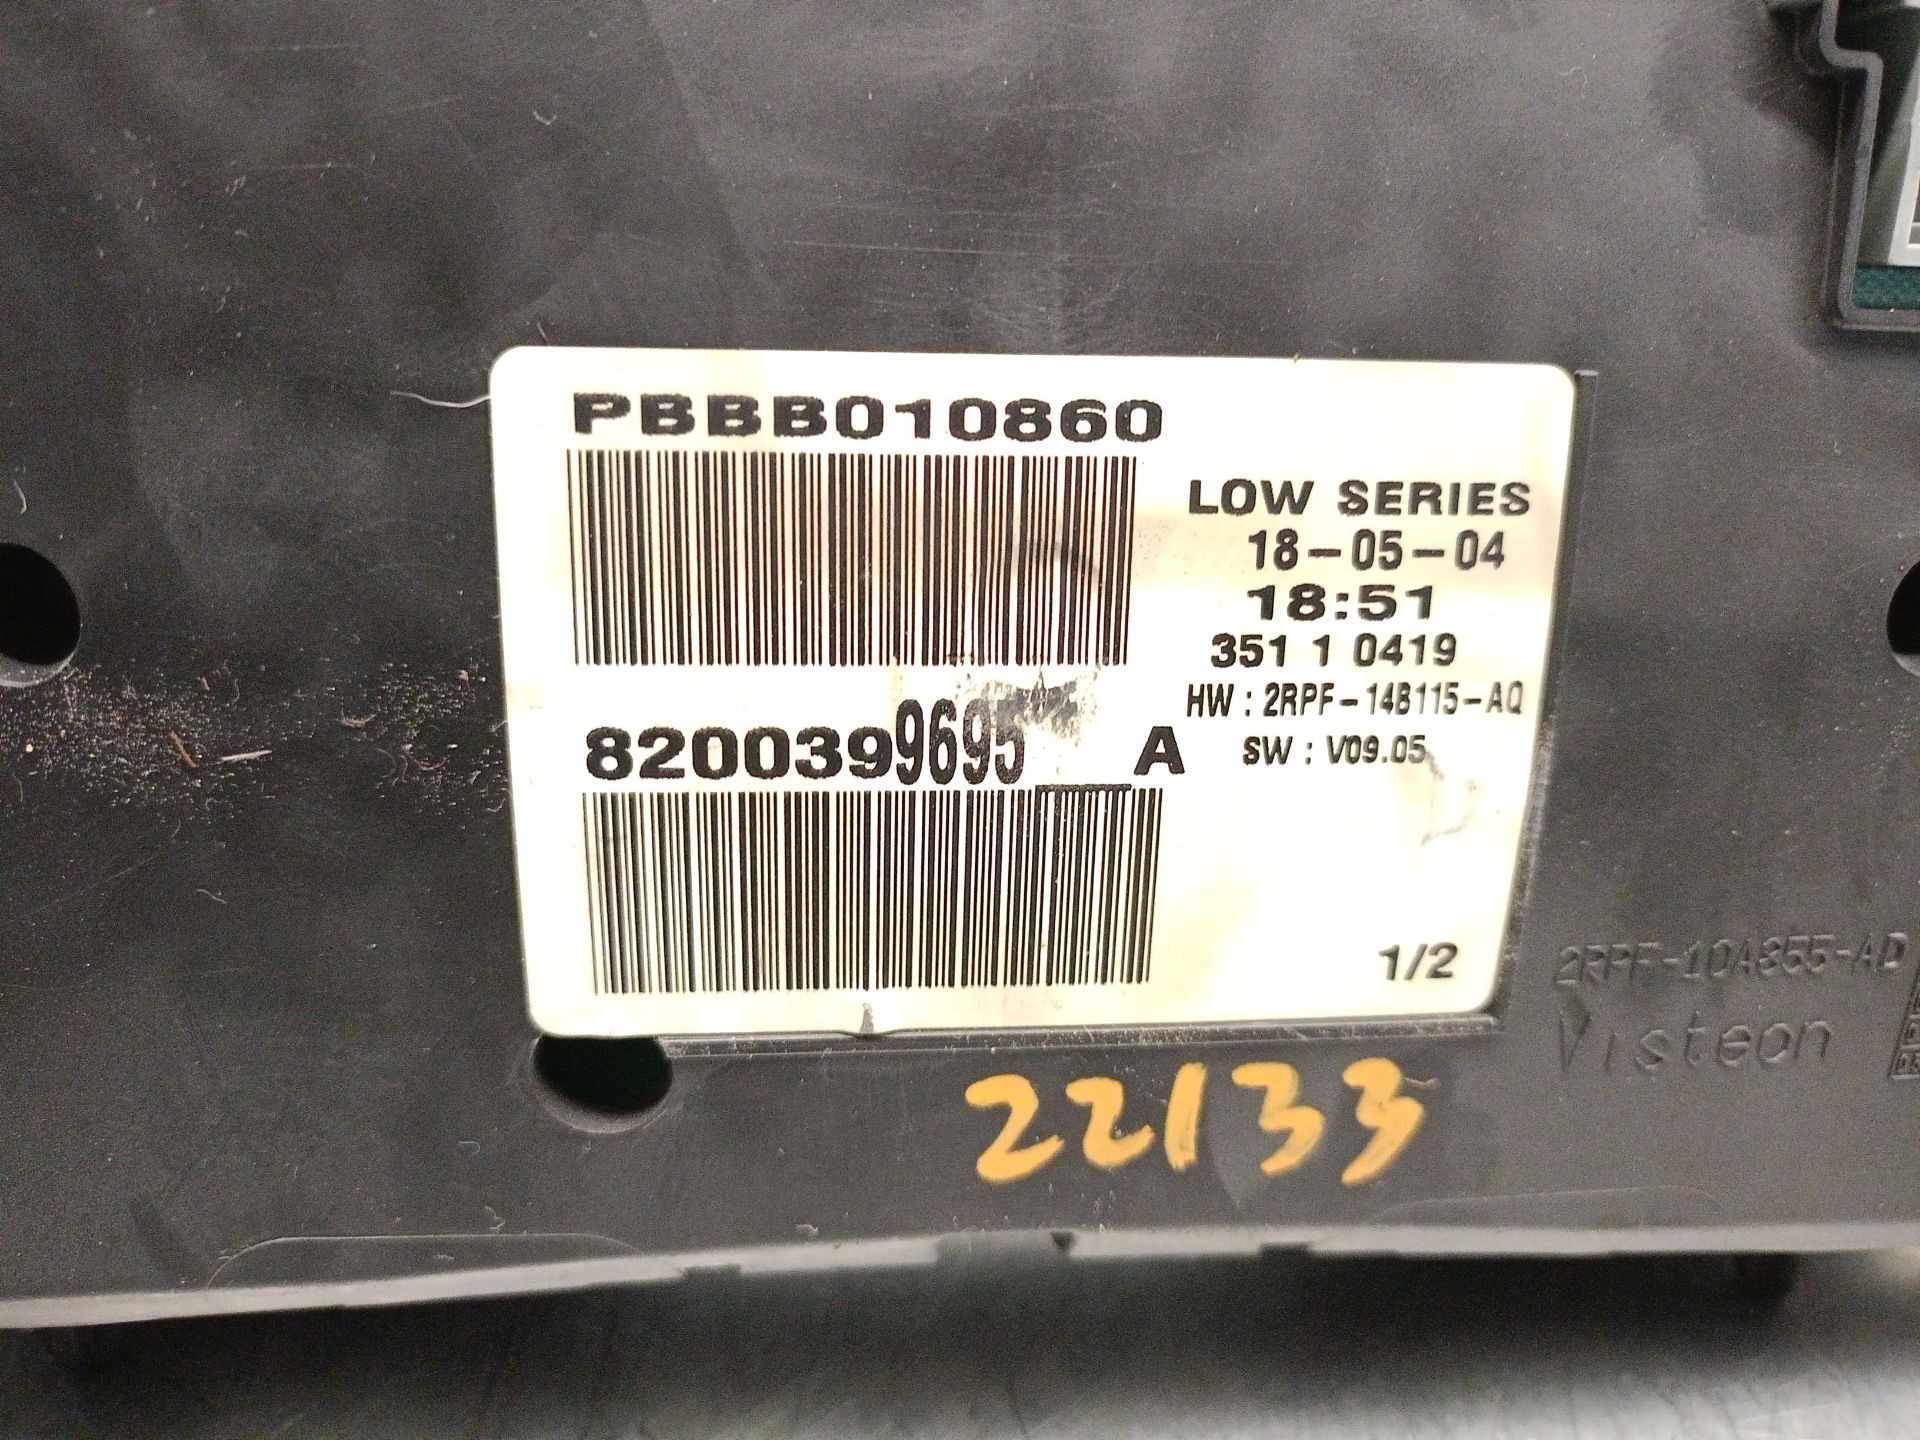 PBBB010860
LOW SERIES
18-05-04
18:51
351 1 0419
HW : 2RPF-14B115-AQ
8200399695 A
SW : V09.05
1/2
2RPF-10A855-AD
Visteon
22133